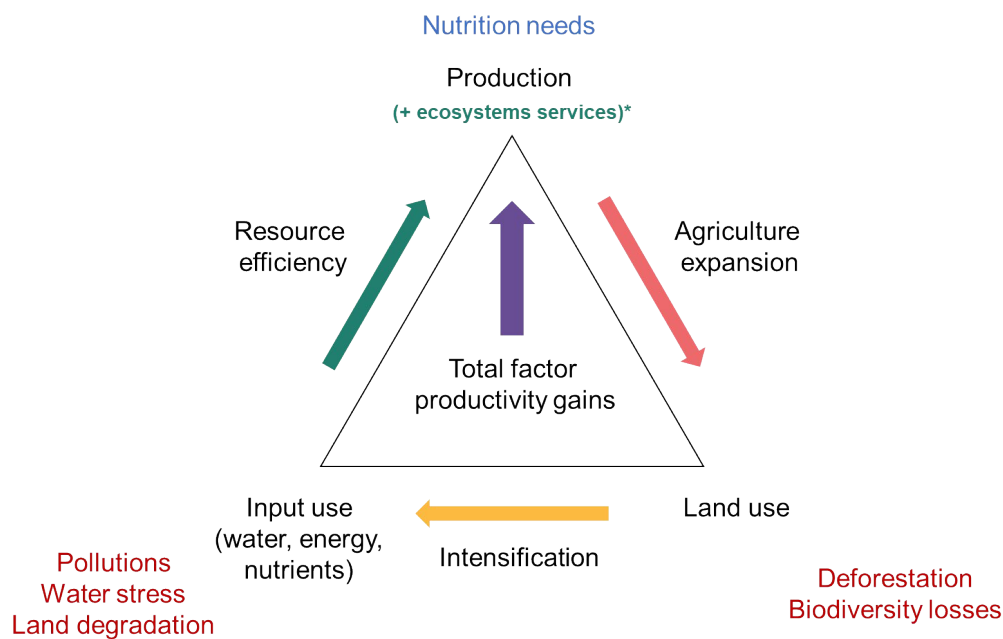 Nutrition needs
Production
(+ ecosystems services)*
Resource
efficiency
Agriculture
expansion
Total factor
productivity gains
Input use
(water, energy,
nutrients)
Intensification
Land use
Pollutions
Water stress
Land degradation
Deforestation
Biodiversity losses